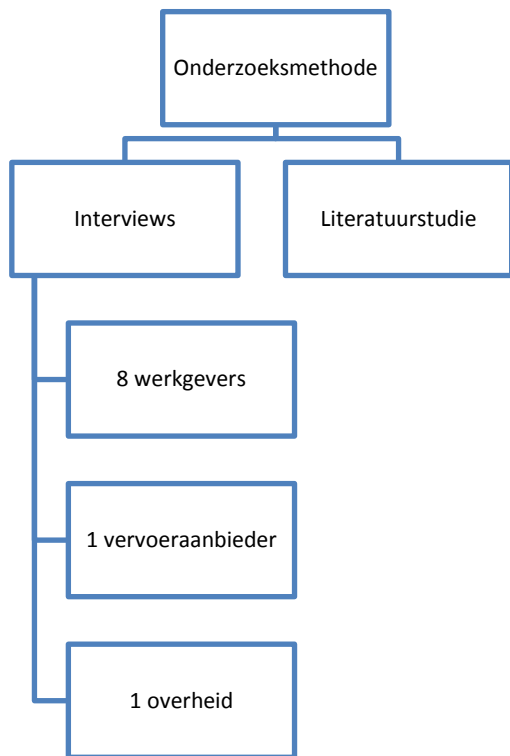 Onderzoeksmethode
Interviews
Literatuurstudie
8 werkgevers
1 vervoeraanbieder
1 overheid